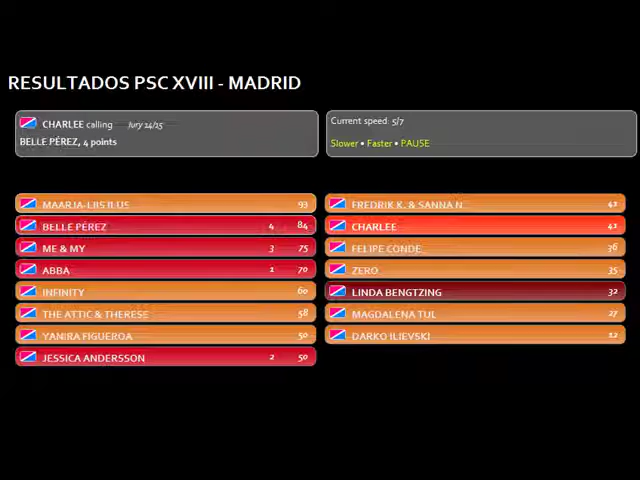 RESULTADOS PSC XVIII - MADRID
CHARLEE calling — Jury 14/15
BELLE PÉREZ, 4 points
Current speed: 5/7
Slower • Faster • PAUSE
MAARJA-LIIS ILUS 93
BELLE PÉREZ 4 84
ME & MY 3 75
ABBA 1 70
INFINITY 60
THE ATTIC & THERESE 58
YANIRA FIGUEROA 50
JESSICA ANDERSSON 2 50
FREDRIK K. & SANNA N. 42
CHARLEE 41
FELIPE CONDE 36
ZERO 35
LINDA BENGTZING 32
MAGDALENA TUL 27
DARKO ILIEVSKI 12